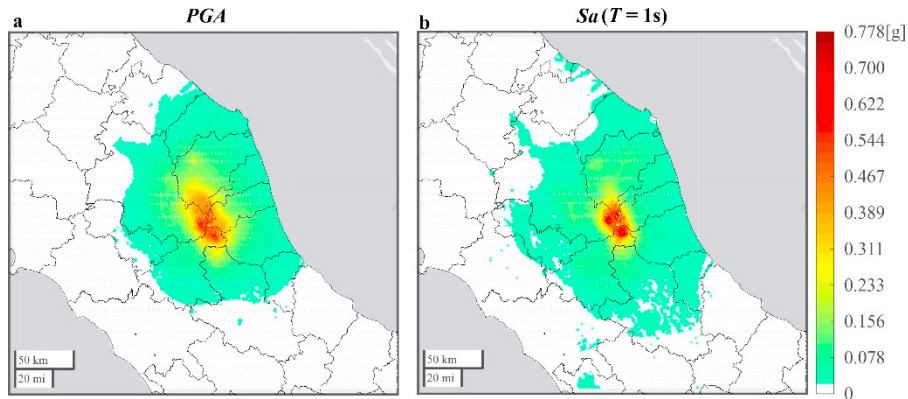 a
PGA
b
Sa (T = 1s)
0.778[g]
0.700
0.622
0.544
0.467
0.389
0.311
0.233
0.156
0.078
0
50 km
20 mi
50 km
20 mi